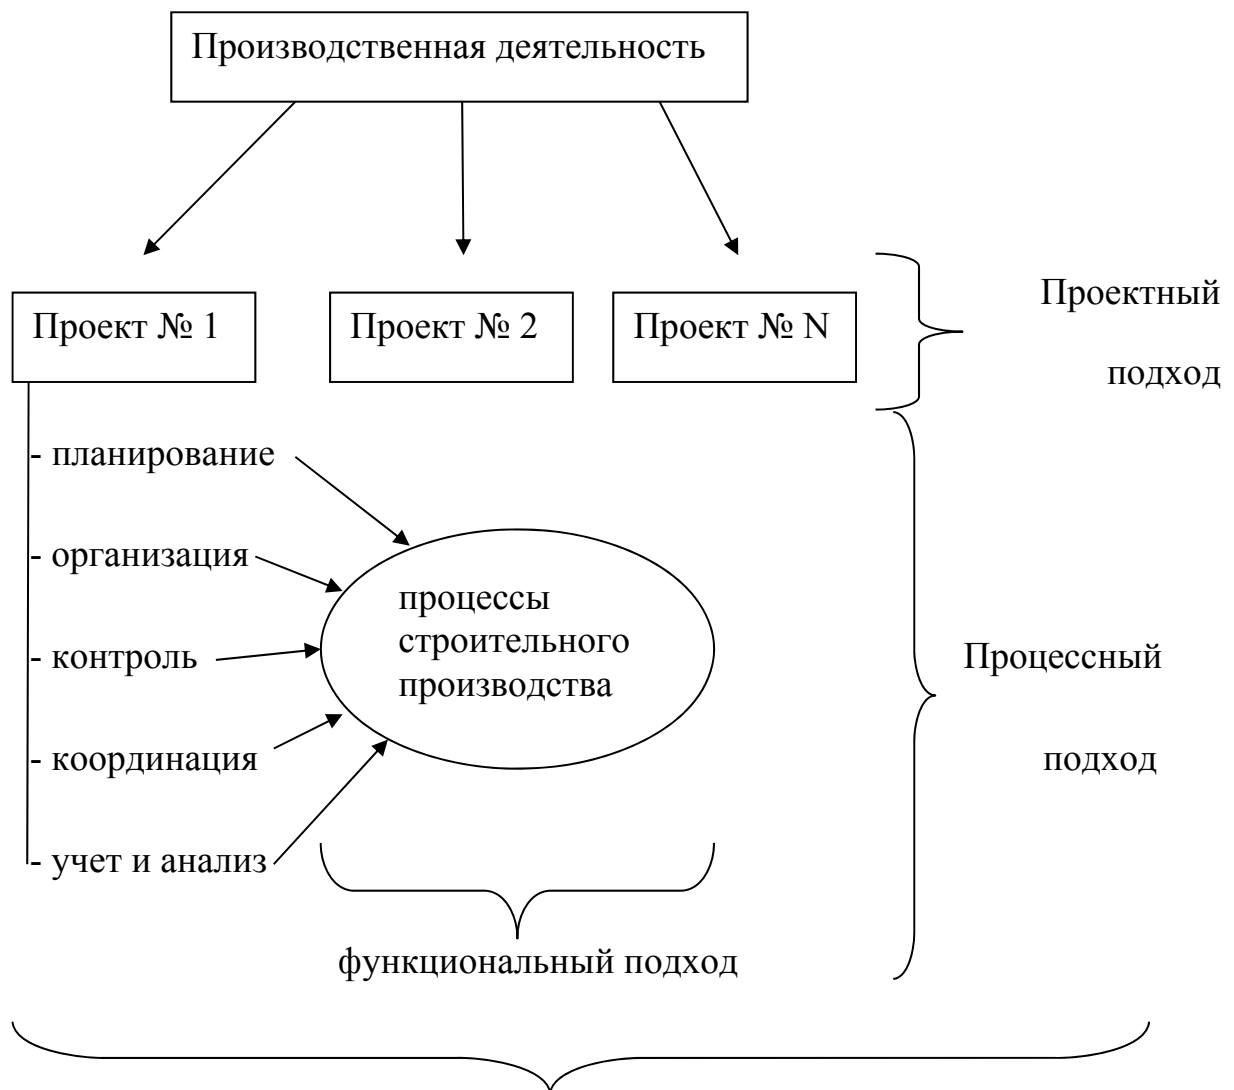 Производственная деятельность
Проект № 1
Проект № 2
Проект № N
Проектный
подход
- планирование
- организация
- контроль
- координация
- учет и анализ
процессы
строительного
производства
Процессный
подход
функциональный подход